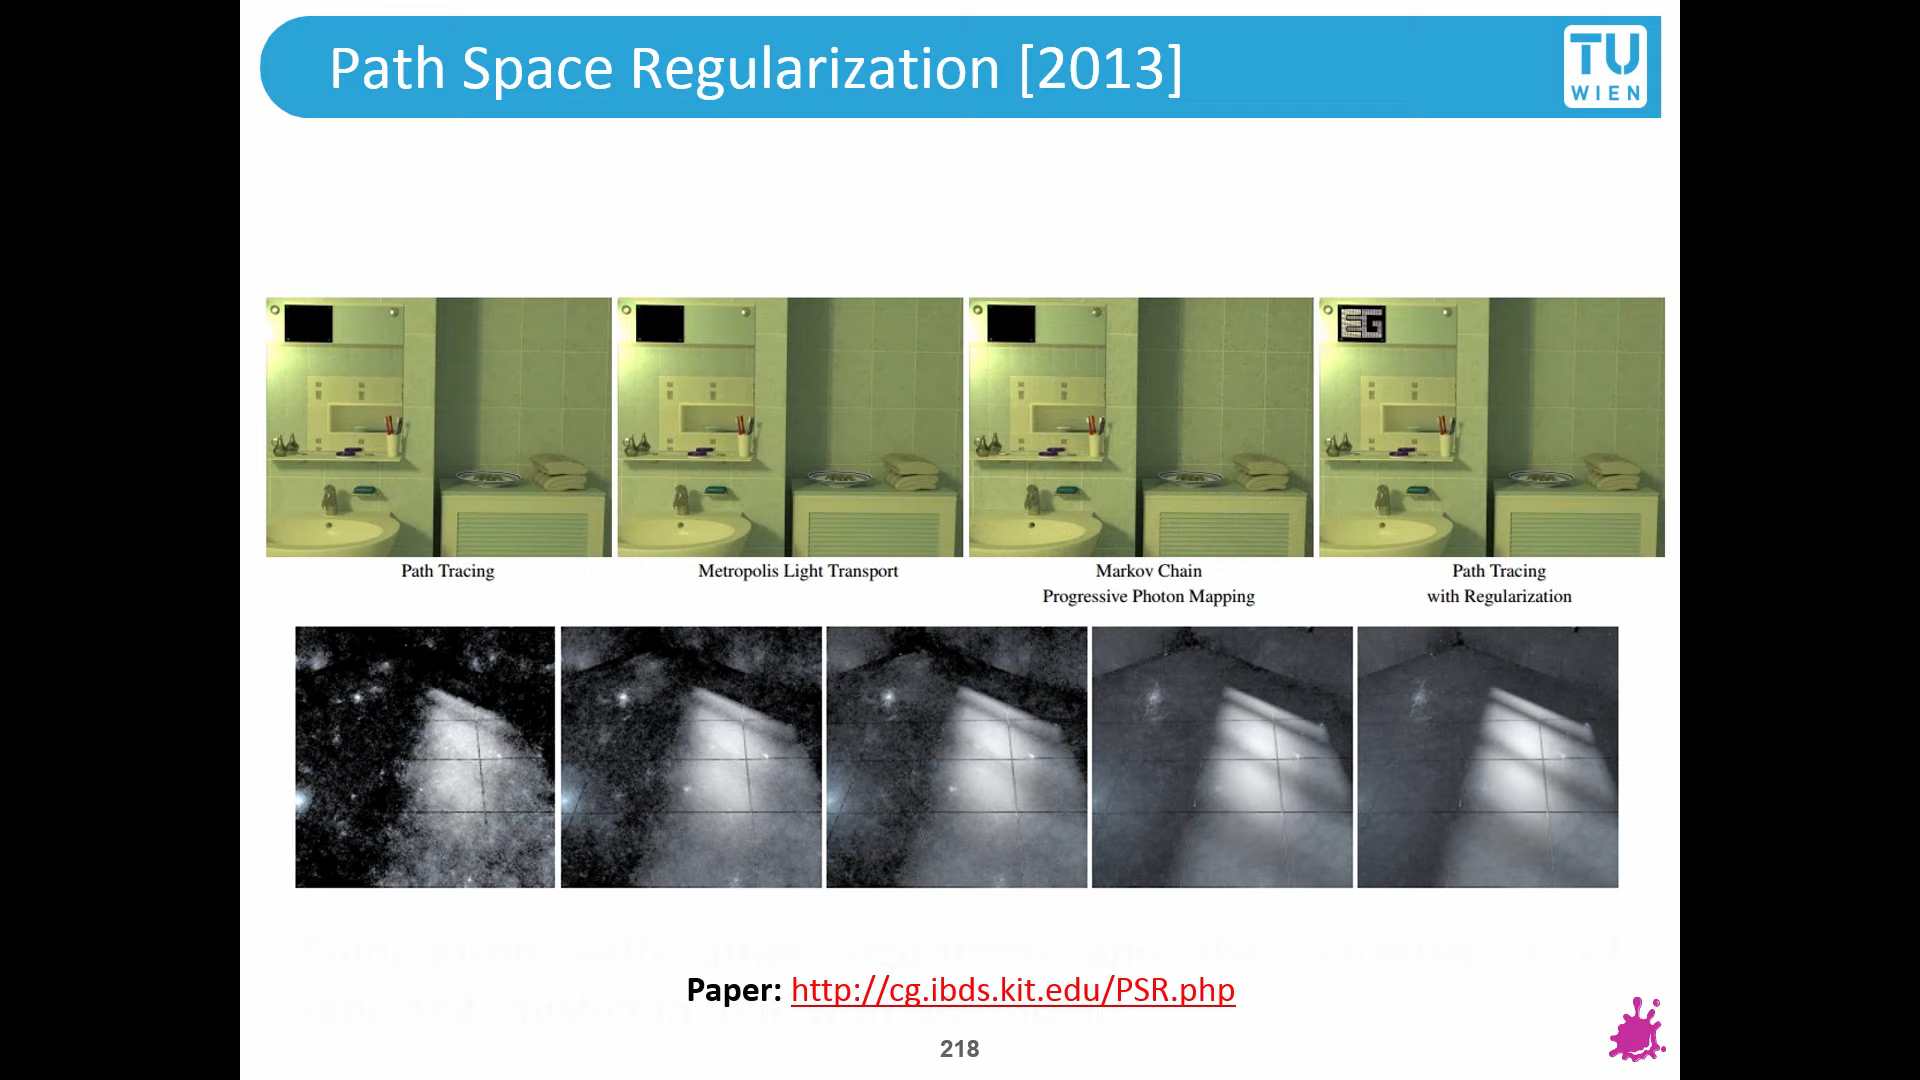 Path Space Regularization [2013]
TU
WIEN
EG
Path Tracing
Metropolis Light Transport
Markov Chain
Progressive Photon Mapping
Path Tracing
with Regularization
Paper: http://cg.ibds.kit.edu/PSR.php
218